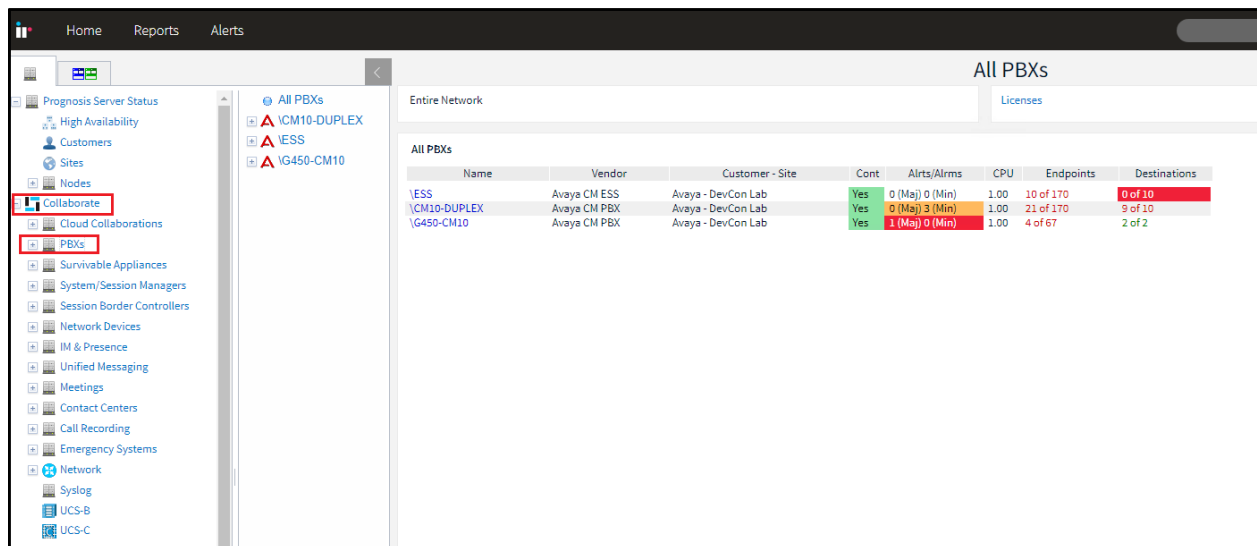 ir
Home Reports Alerts
All PBXs
Prognosis Server Status
High Availability
Customers
Sites
Nodes
Collaborate
Cloud Collaborations
PBXs
Survivable Appliances
System/Session Managers
Session Border Controllers
Network Devices
IM & Presence
Unified Messaging
Meetings
Contact Centers
Call Recording
Emergency Systems
Network
Syslog
UCS-B
UCS-C
All PBXs
\CM10-DUPLEX
\ESS
\G450-CM10
Entire Network
Licenses
All PBXs
Name Vendor Customer - Site Cont Alrts/Alrms CPU Endpoints Destinations
\ESS Avaya CM ESS Avaya - DevCon Lab Yes 0 (Maj) 0 (Min) 1.00 10 of 170 0 of 10
\CM10-DUPLEX Avaya CM PBX Avaya - DevCon Lab Yes 0 (Maj) 3 (Min) 1.00 21 of 170 9 of 10
\G450-CM10 Avaya CM PBX Avaya - DevCon Lab Yes 1 (Maj) 0 (Min) 1.00 4 of 67 2 of 2